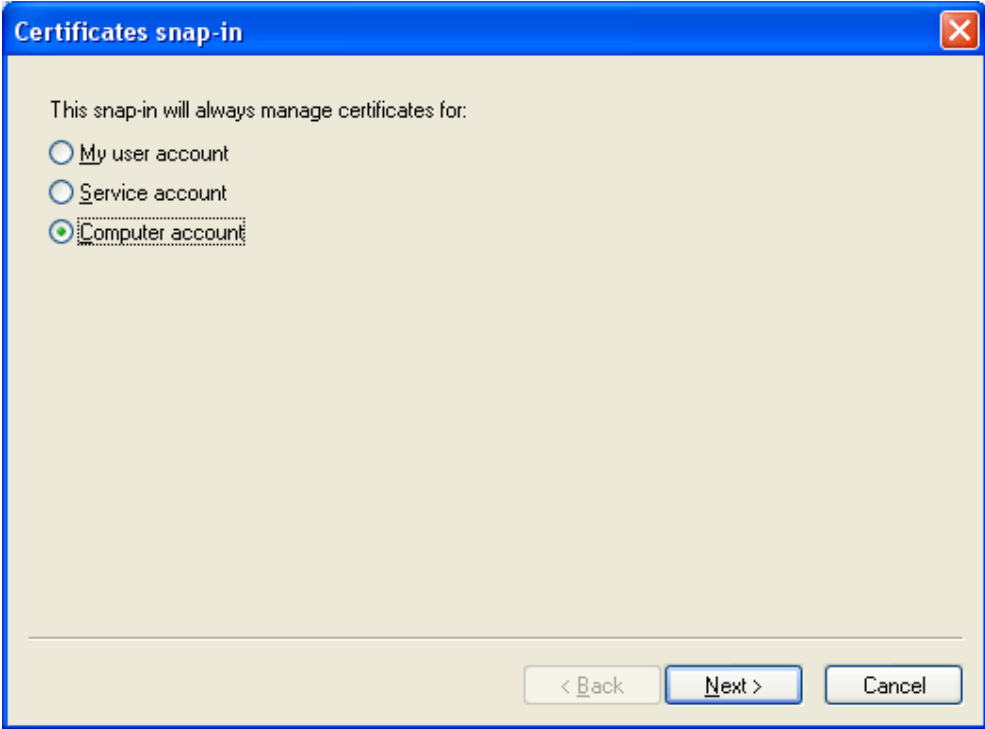 Certificates snap-in
This snap-in will always manage certificates for:
My user account
Service account
Computer account
< Back Next > Cancel